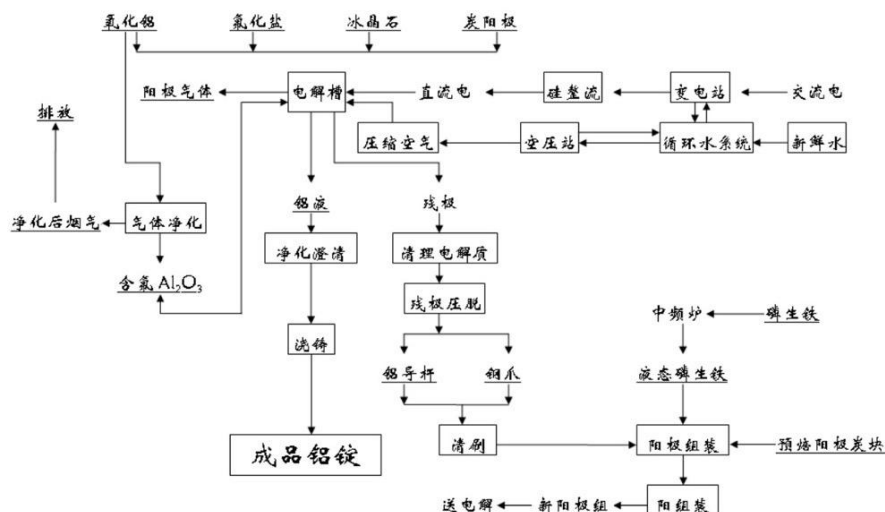 氧化铝 氟化盐 冰晶石 炭阳极
阳极气体 电解槽 直流电 硅整流 变电站 交流电
排放
压缩空气 空压站 循环水系统 新鲜水
铝液 残极
净化后烟气 气体净化
净化澄清 清理电解质
含氟Al₂O₃
残极压脱
中频炉 磷生铁
浇铸
铝导杆 钢爪 液态磷生铁
成品铝锭 清刷 阳极组装 预焙阳极炭块
送电解 新阳极组 阳组装